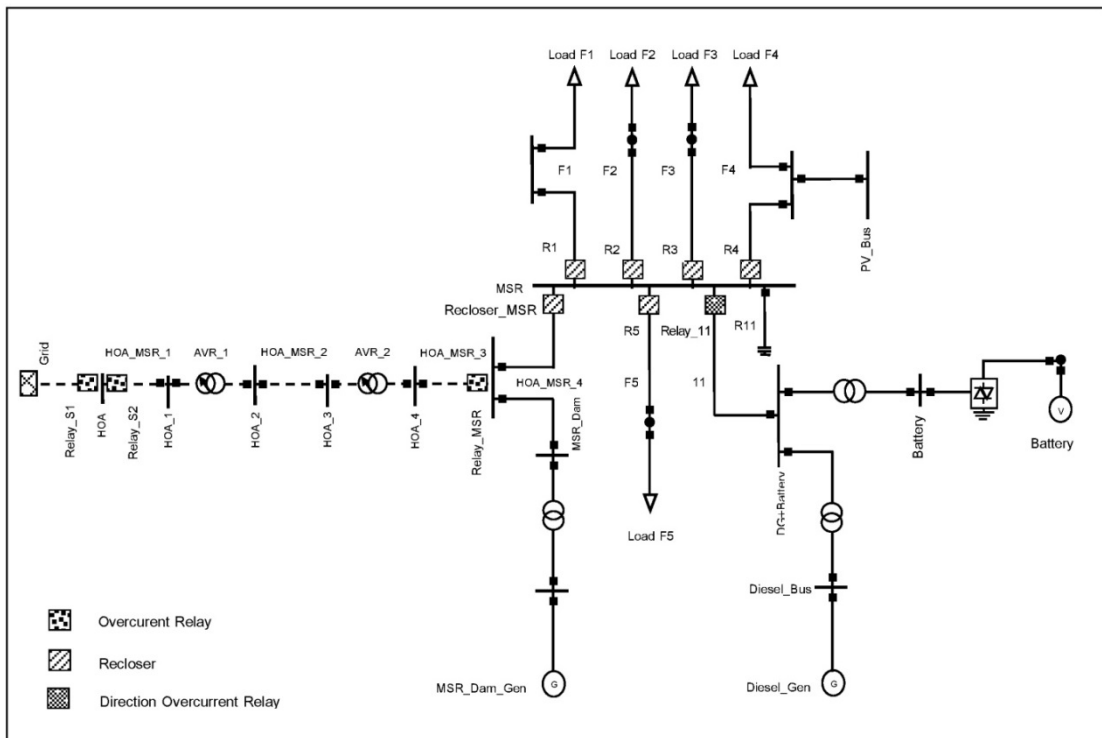 Load F1
Load F2
Load F3
Load F4
F1
F2
F3
F4
PV_Bus
R1
R2
R3
R4
MSR
Recloser_MSR
R5
Relay_11
R11
Grid
HOA_MSR_1
AVR_1
HOA_MSR_2
AVR_2
HOA_MSR_3
HOA_MSR_4
F5
11
Relay_S1
HOA
Relay_S2
HOA_1
HOA_2
HOA_3
HOA_4
Relay_MSR
MSR_Dam
DG+Battery
Battery
V
Battery
Load F5
Diesel_Bus
Overcurent Relay
Recloser
Direction Overcurrent Relay
MSR_Dam_Gen
G
Diesel_Gen
G